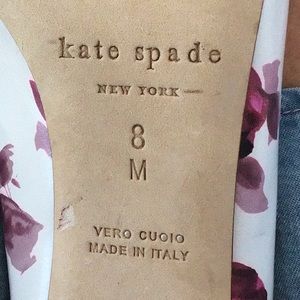 kate spade
NEW YORK
8
M
VERO CUOIO
MADE IN ITALY